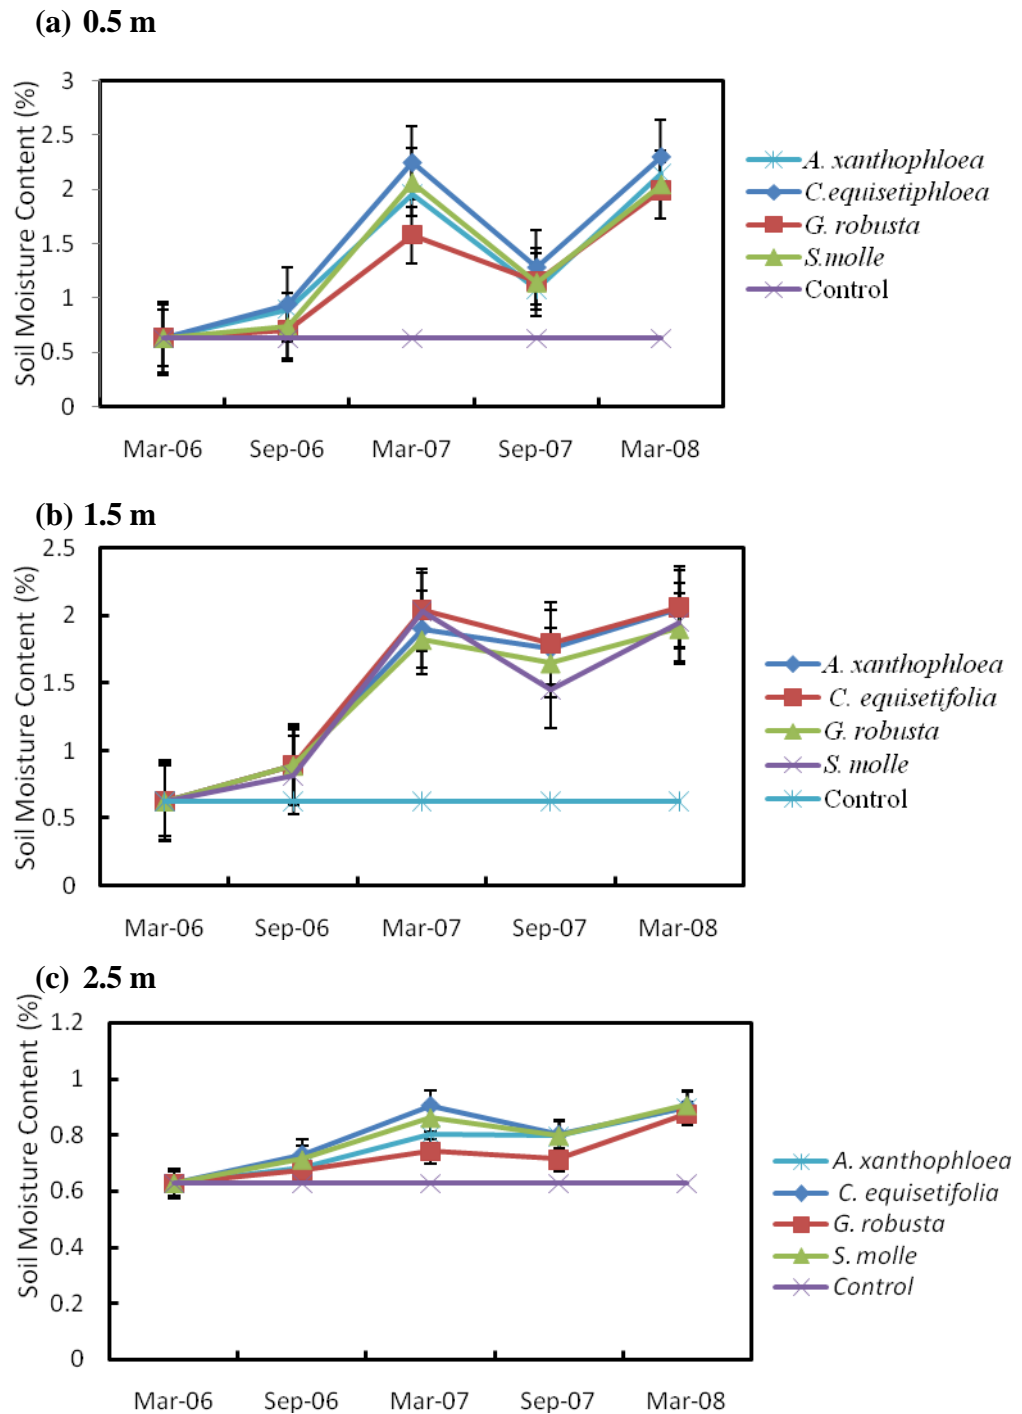 (a) 0.5 m
Soil Moisture Content (%)
3
2.5
2
1.5
1
0.5
0
Mar-06 Sep-06 Mar-07 Sep-07 Mar-08
A. xanthophloea
C.equisetiphloea
G. robusta
S.molle
Control
(b) 1.5 m
Soil Moisture Content (%)
2.5
2
1.5
1
0.5
0
Mar-06 Sep-06 Mar-07 Sep-07 Mar-08
A. xanthophloea
C. equisetifolia
G. robusta
S. molle
Control
(c) 2.5 m
Soil Moisture Content (%)
1.2
1
0.8
0.6
0.4
0.2
0
Mar-06 Sep-06 Mar-07 Sep-07 Mar-08
A. xanthophloea
C. equisetifolia
G. robusta
S. molle
Control